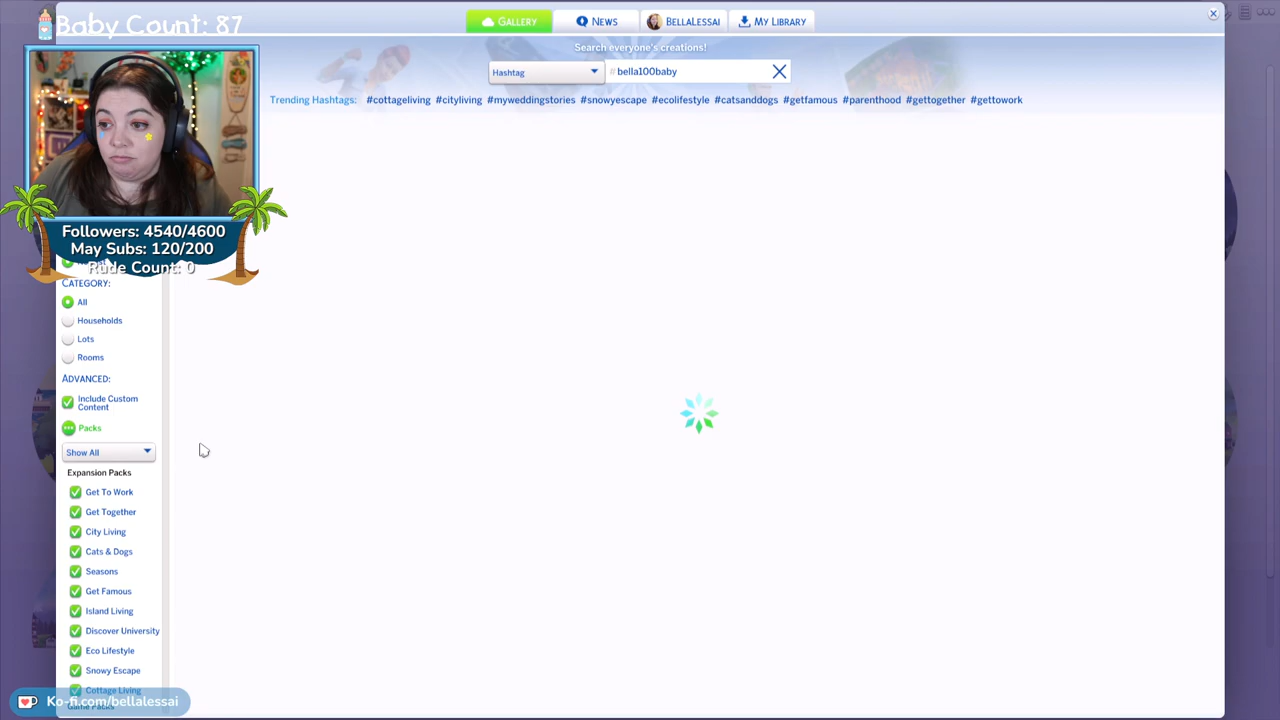 Baby Count: 87
GALLERY
NEWS
BELLALESSAI
MY LIBRARY
Search everyone's creations!
Hashtag
# bella100baby
Trending Hashtags: #cottageliving #cityliving #myweddingstories #snowyescape #ecolifestyle #catsanddogs #getfamous #parenthood #gettogether #gettowork
Followers: 4540/4600
May Subs: 120/200
Rude Count: 0
CATEGORY:
All
Households
Lots
Rooms
ADVANCED:
Include Custom
Content
Packs
Show All
Expansion Packs
Get To Work
Get Together
City Living
Cats & Dogs
Seasons
Get Famous
Island Living
Discover University
Eco Lifestyle
Snowy Escape
Cottage Living
Ko-fi.com/bellalessai
Game Packs